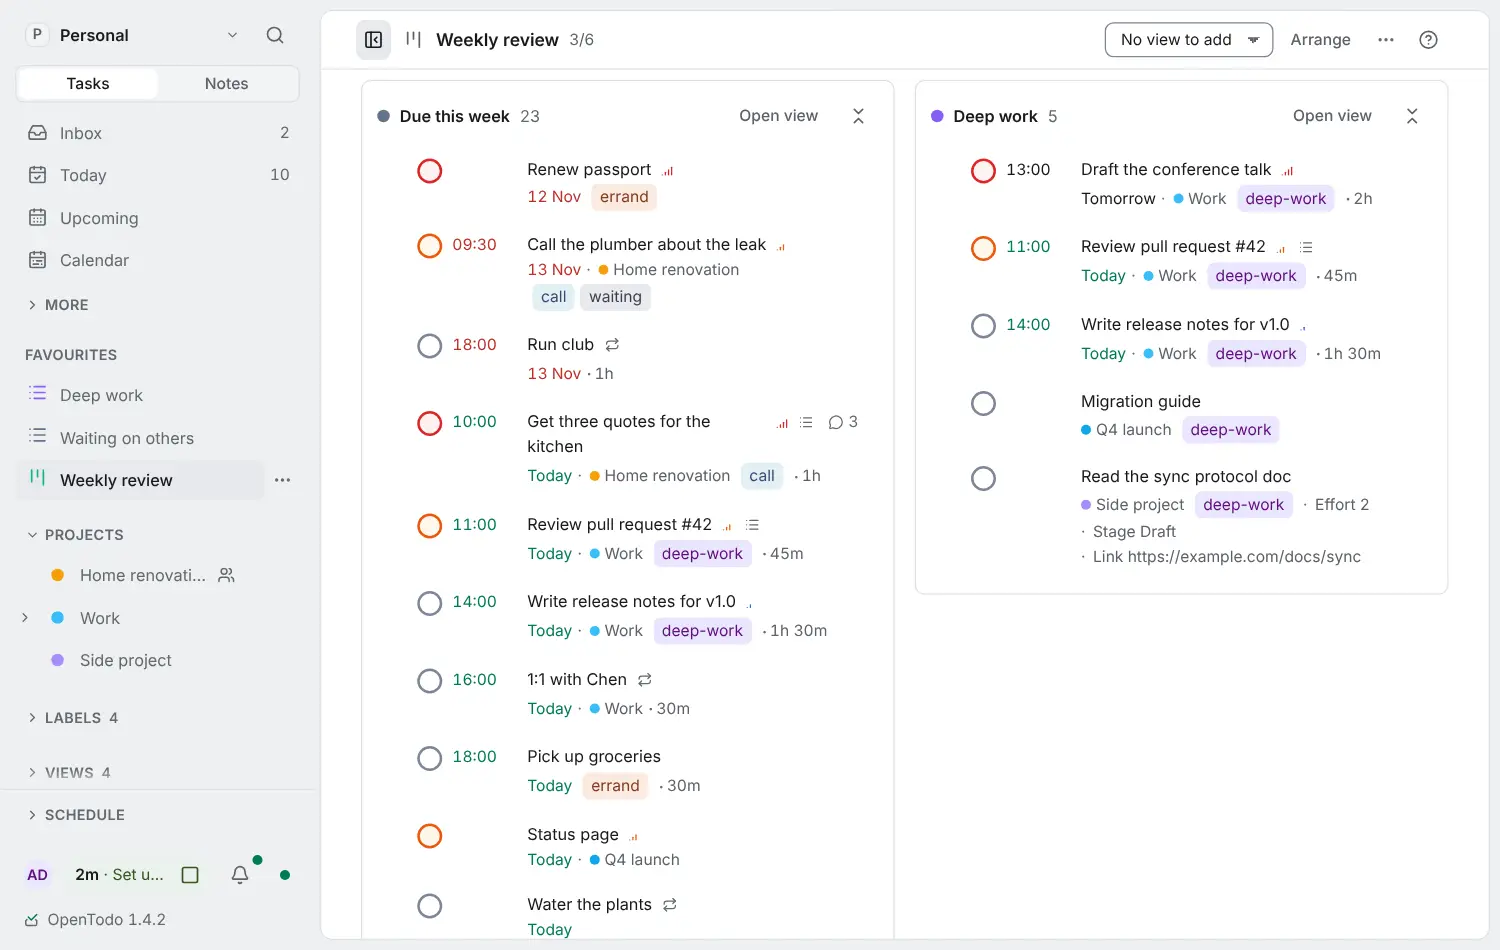 P Personal
Tasks Notes
Inbox 2
Today 10
Upcoming
Calendar
MORE
FAVOURITES
Deep work
Waiting on others
Weekly review
PROJECTS
Home renovati...
Work
Side project
LABELS 4
VIEWS 4
SCHEDULE
AD 2m · Set u...
OpenTodo 1.4.2
Weekly review 3/6
No view to add Arrange
Due this week 23 Open view
Renew passport
12 Nov errand
09:30 Call the plumber about the leak
13 Nov · Home renovation
call waiting
18:00 Run club
13 Nov · 1h
10:00 Get three quotes for the 3
kitchen
Today · Home renovation call · 1h
11:00 Review pull request #42
Today · Work deep-work · 45m
14:00 Write release notes for v1.0
Today · Work deep-work · 1h 30m
16:00 1:1 with Chen
Today · Work · 30m
18:00 Pick up groceries
Today errand · 30m
Status page
Today · Q4 launch
Water the plants
Today
Deep work 5 Open view
13:00 Draft the conference talk
Tomorrow · Work deep-work · 2h
11:00 Review pull request #42
Today · Work deep-work · 45m
14:00 Write release notes for v1.0
Today · Work deep-work · 1h 30m
Migration guide
Q4 launch deep-work
Read the sync protocol doc
Side project deep-work · Effort 2
· Stage Draft
· Link https://example.com/docs/sync